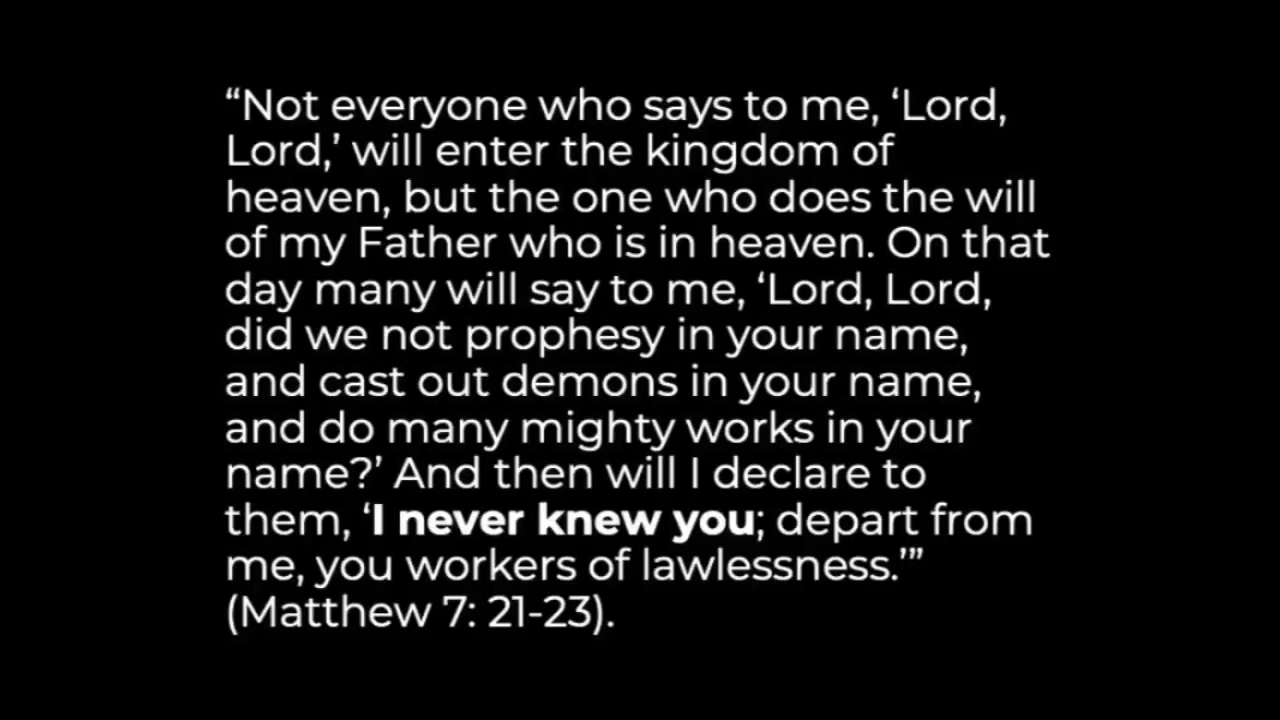 “Not everyone who says to me, ‘Lord,
Lord,’ will enter the kingdom of
heaven, but the one who does the will
of my Father who is in heaven. On that
day many will say to me, ‘Lord, Lord,
did we not prophesy in your name,
and cast out demons in your name,
and do many mighty works in your
name?’ And then will I declare to
them, ‘I never knew you; depart from
me, you workers of lawlessness.’”
(Matthew 7: 21-23).